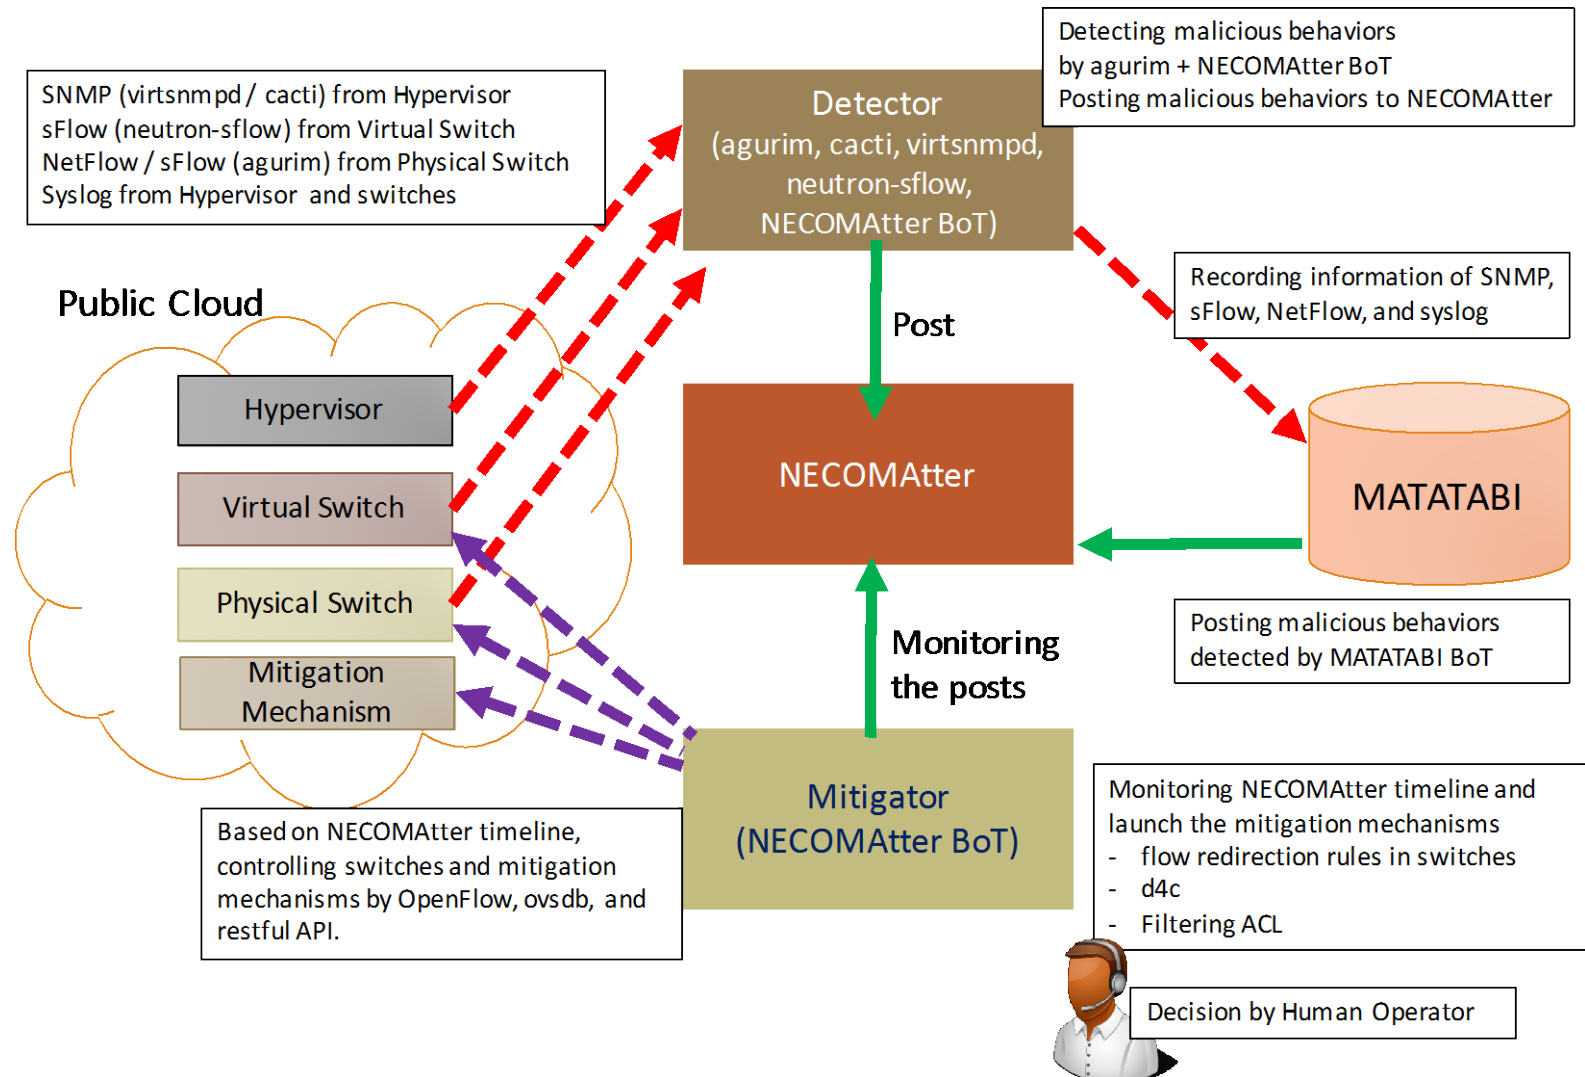 Detecting malicious behaviors
by agurim + NECOMAtter BoT
Posting malicious behaviors to NECOMAtter
SNMP (virtsnmpd / cacti) from Hypervisor
sFlow (neutron-sflow) from Virtual Switch
NetFlow / sFlow (agurim) from Physical Switch
Syslog from Hypervisor and switches
Detector
(agurim, cacti, virtsnmpd,
neutron-sflow,
NECOMAtter BoT)
Recording information of SNMP,
sFlow, NetFlow, and syslog
Public Cloud
Post
Hypervisor
Virtual Switch
Physical Switch
Mitigation
Mechanism
NECOMAtter
MATATABI
Posting malicious behaviors
detected by MATATABI BoT
Monitoring
the posts
Mitigator
(NECOMAtter BoT)
Based on NECOMAtter timeline,
controlling switches and mitigation
mechanisms by OpenFlow, ovsdb, and
restful API.
Monitoring NECOMAtter timeline and
launch the mitigation mechanisms
- flow redirection rules in switches
- d4c
- Filtering ACL
Decision by Human Operator